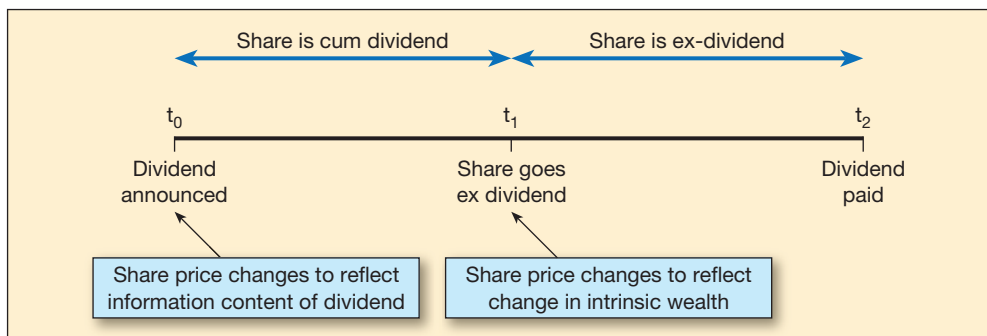 Share is cum dividend
Share is ex-dividend
t0
t1
t2
Dividend
announced
Share goes
ex dividend
Dividend
paid
Share price changes to reflect
information content of dividend
Share price changes to reflect
change in intrinsic wealth